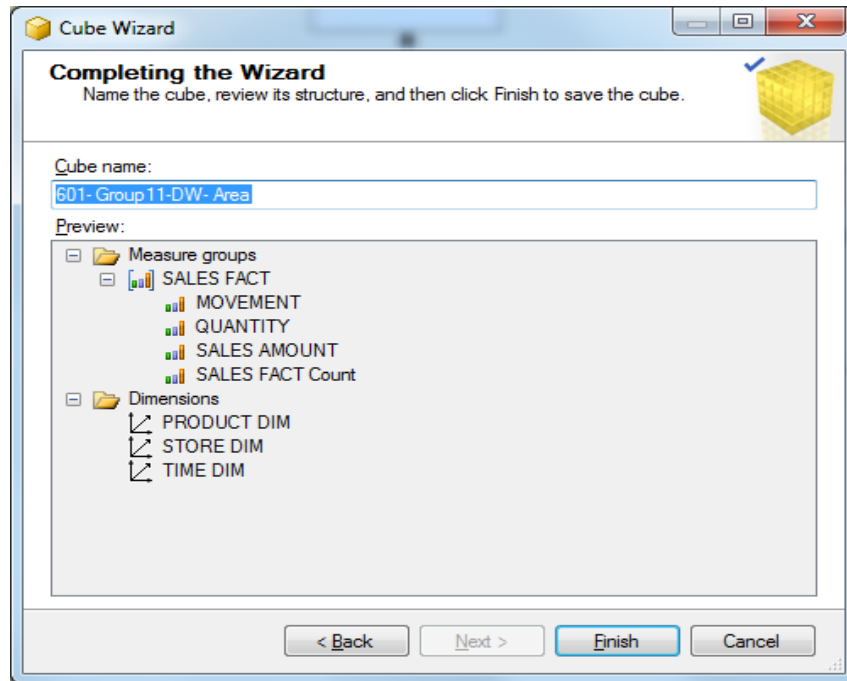 Cube Wizard
Completing the Wizard
Name the cube, review its structure, and then click Finish to save the cube.
Cube name:
601- Group11-DW- Area
Preview:
Measure groups
SALES FACT
MOVEMENT
QUANTITY
SALES AMOUNT
SALES FACT Count
Dimensions
PRODUCT DIM
STORE DIM
TIME DIM
< Back Next > Finish Cancel